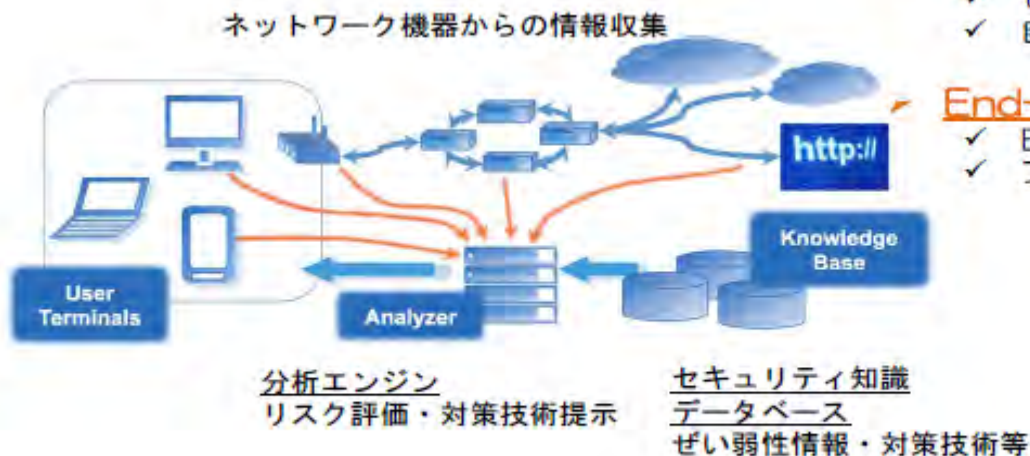 ネットワーク機器からの情報収集
End-
http://
Knowledge
Base
User
Terminals
Analyzer
分析エンジン
リスク評価・対策技術提示
セキュリティ知識
データベース
ぜい弱性情報・対策技術等